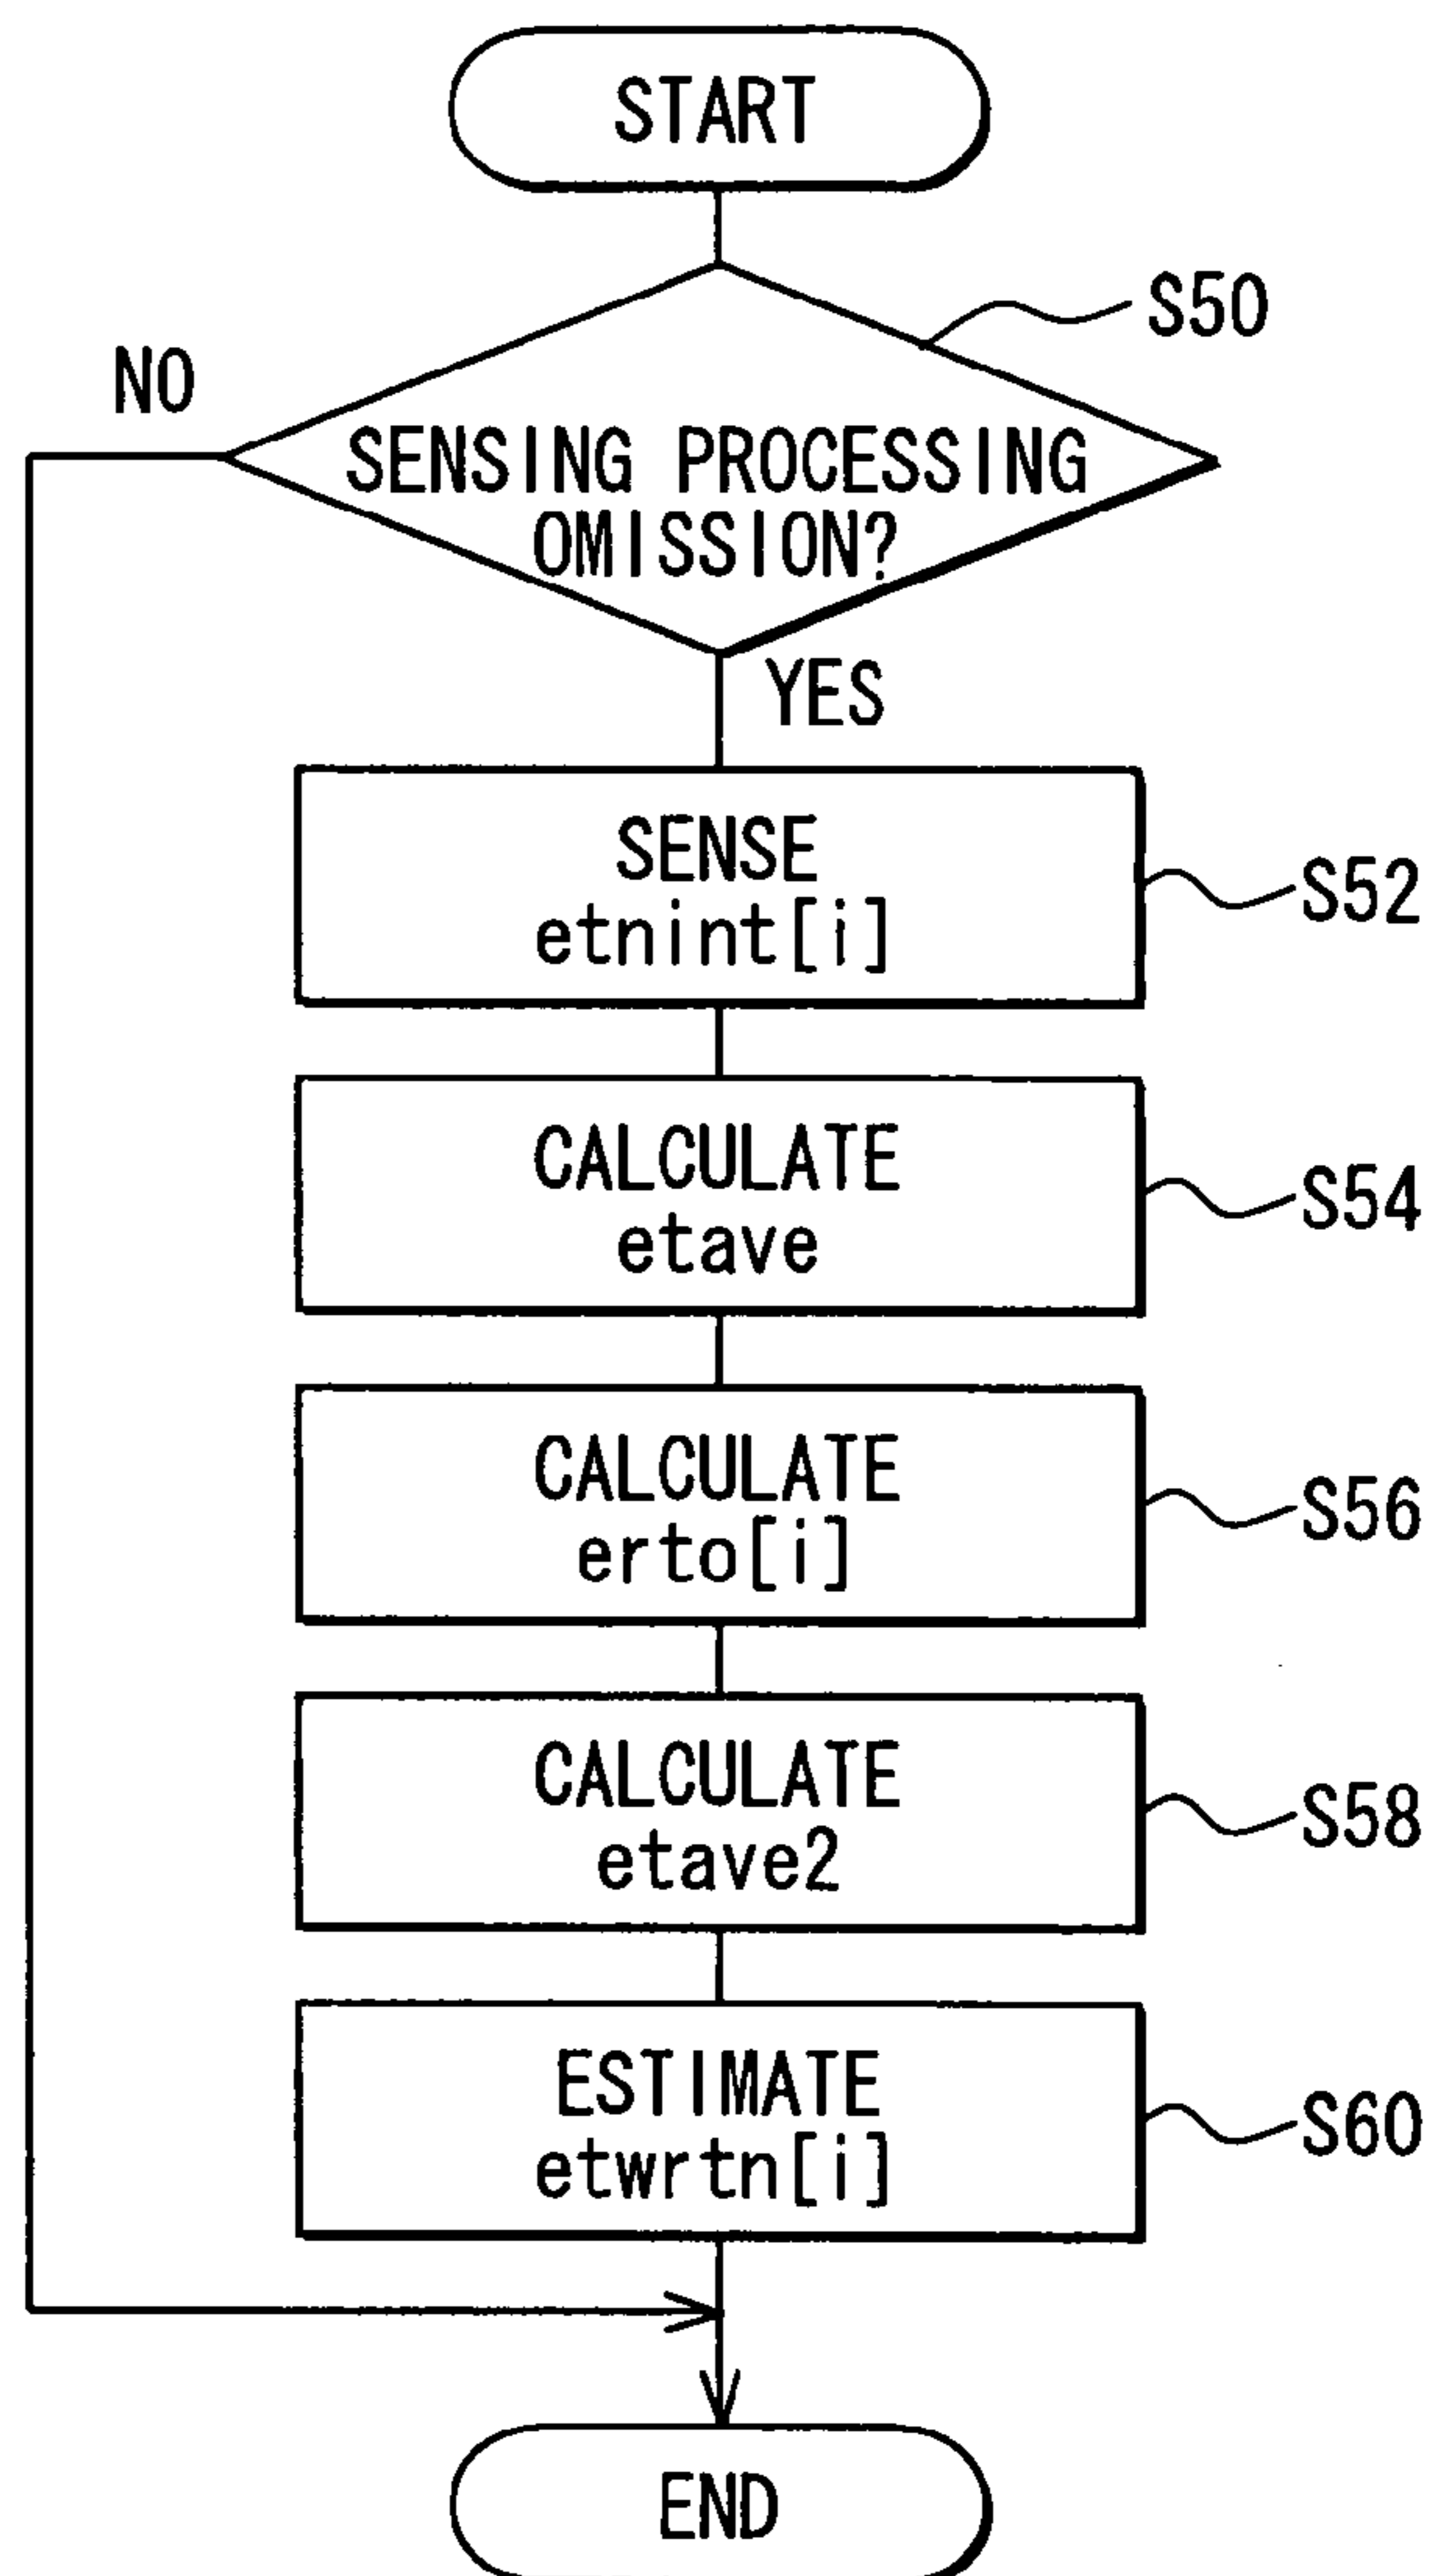 START
S50
NO
SENSING PROCESSING
OMISSION?
YES
SENSE
etnint[i]
S52
CALCULATE
etave
S54
CALCULATE
erto[i]
S56
CALCULATE
etave2
S58
ESTIMATE
etwrtn[i]
S60
END